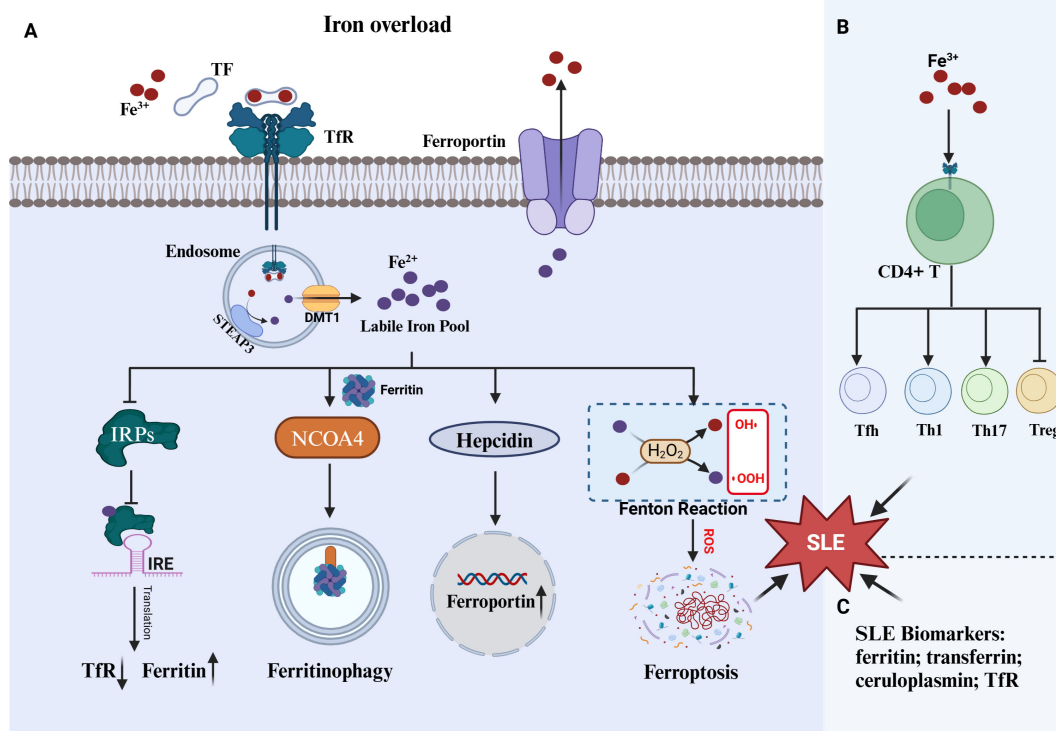 A
Iron overload
B
TF
Fe³⁺
TfR
Ferroportin
Fe³⁺
Endosome
Fe²⁺
CD4+ T
STEAP3
DMT1
Labile Iron Pool
Ferritin
IRPs
NCOA4
Hepcidin
H₂O₂
OH•
•OOH
Tfh
Th1
Th17
Treg
Fenton Reaction
ROS
SLE
IRE
Translation
Ferroportin
C
SLE Biomarkers:
ferritin; transferrin;
ceruloplasmin; TfR
TfR
Ferritin
Ferritinophagy
Ferroptosis